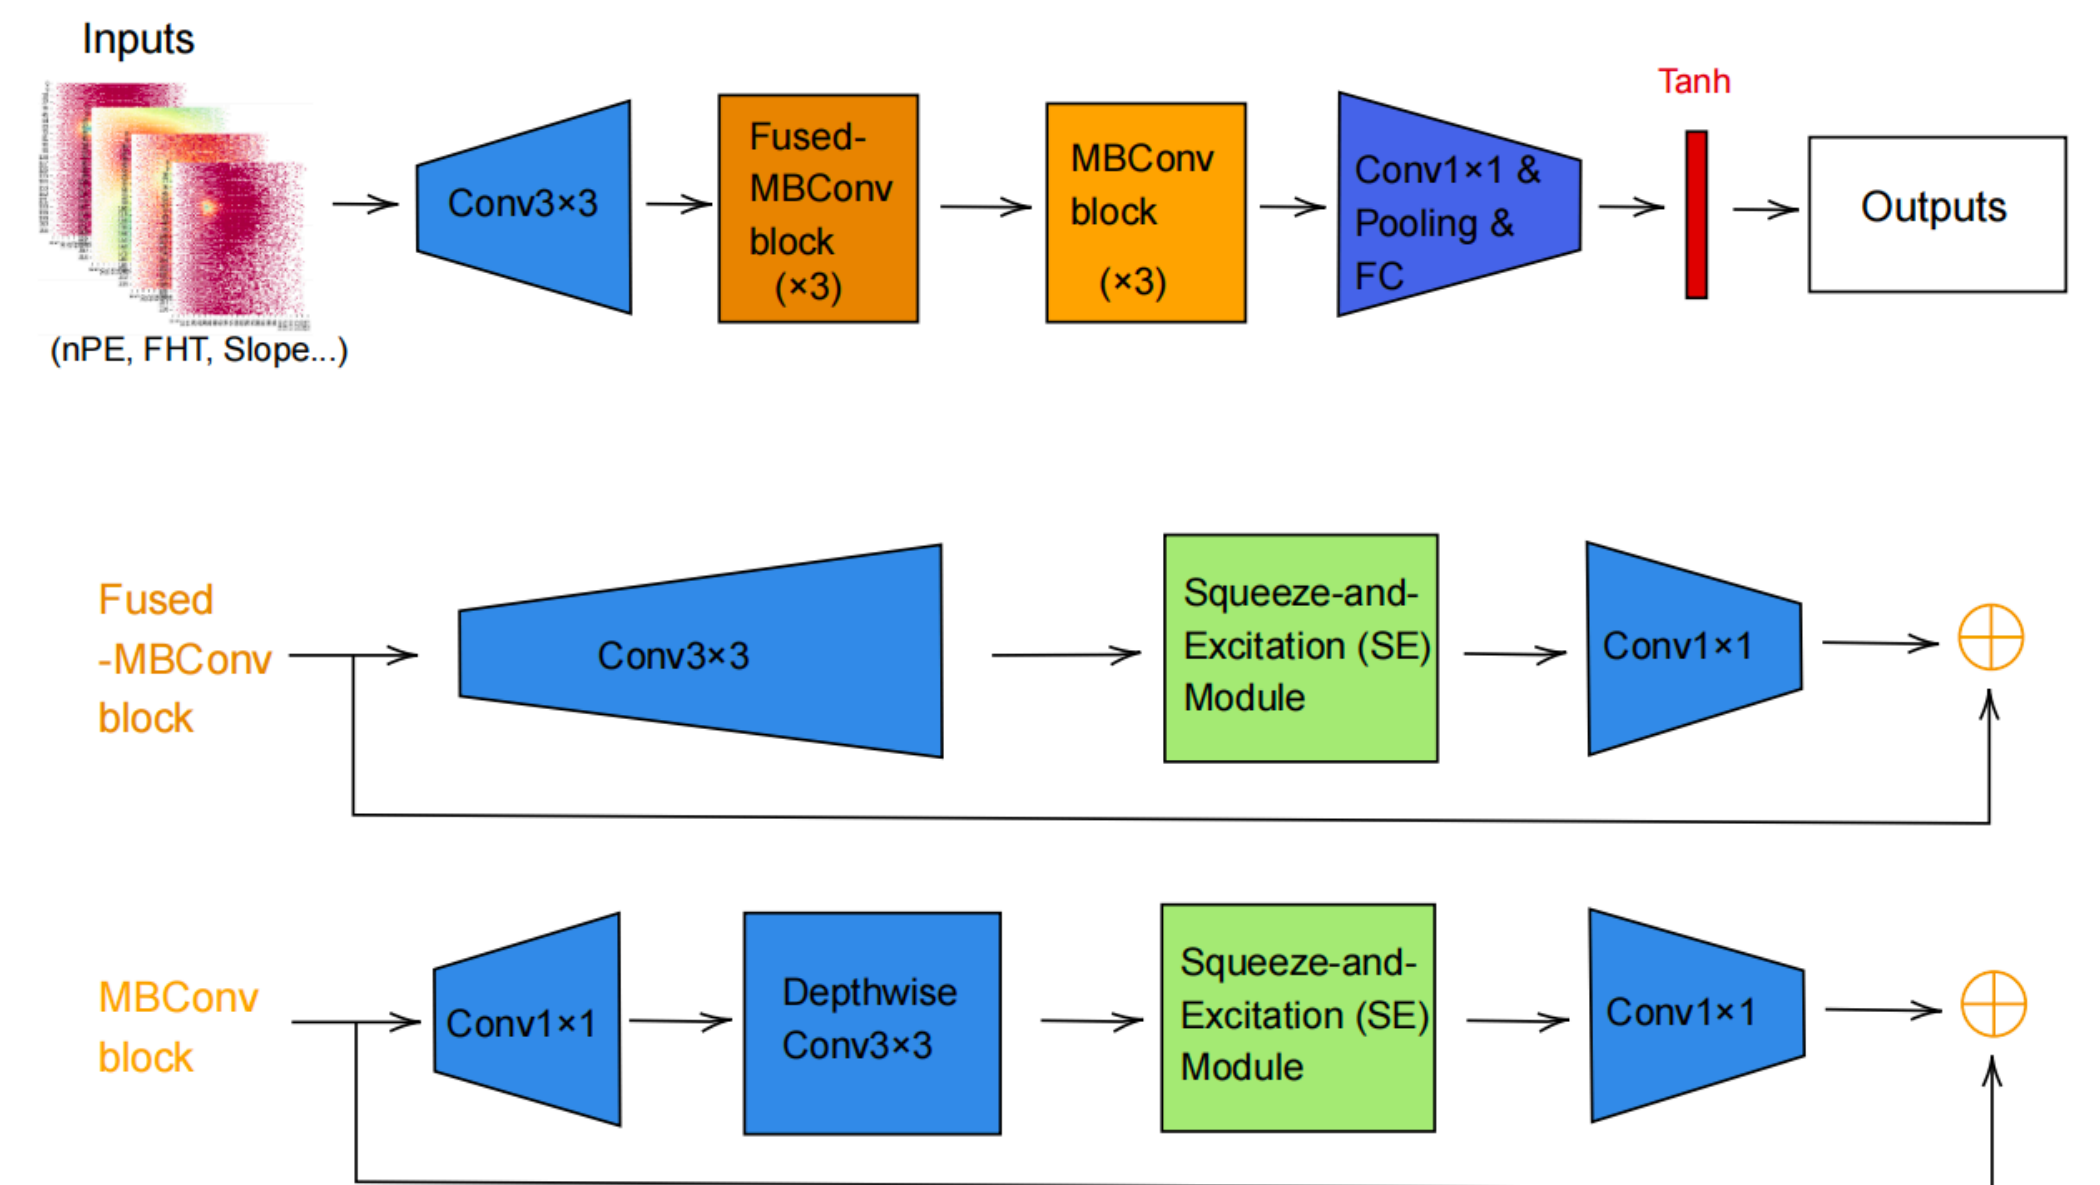 Inputs
(nPE, FHT, Slope...)
Conv3×3
Fused-
MBConv
block
(×3)
MBConv
block
(×3)
Conv1×1 &
Pooling &
FC
Tanh
Outputs
Fused
-MBConv
block
Conv3×3
Squeeze-and-
Excitation (SE)
Module
Conv1×1
MBConv
block
Conv1×1
Depthwise
Conv3×3
Squeeze-and-
Excitation (SE)
Module
Conv1×1